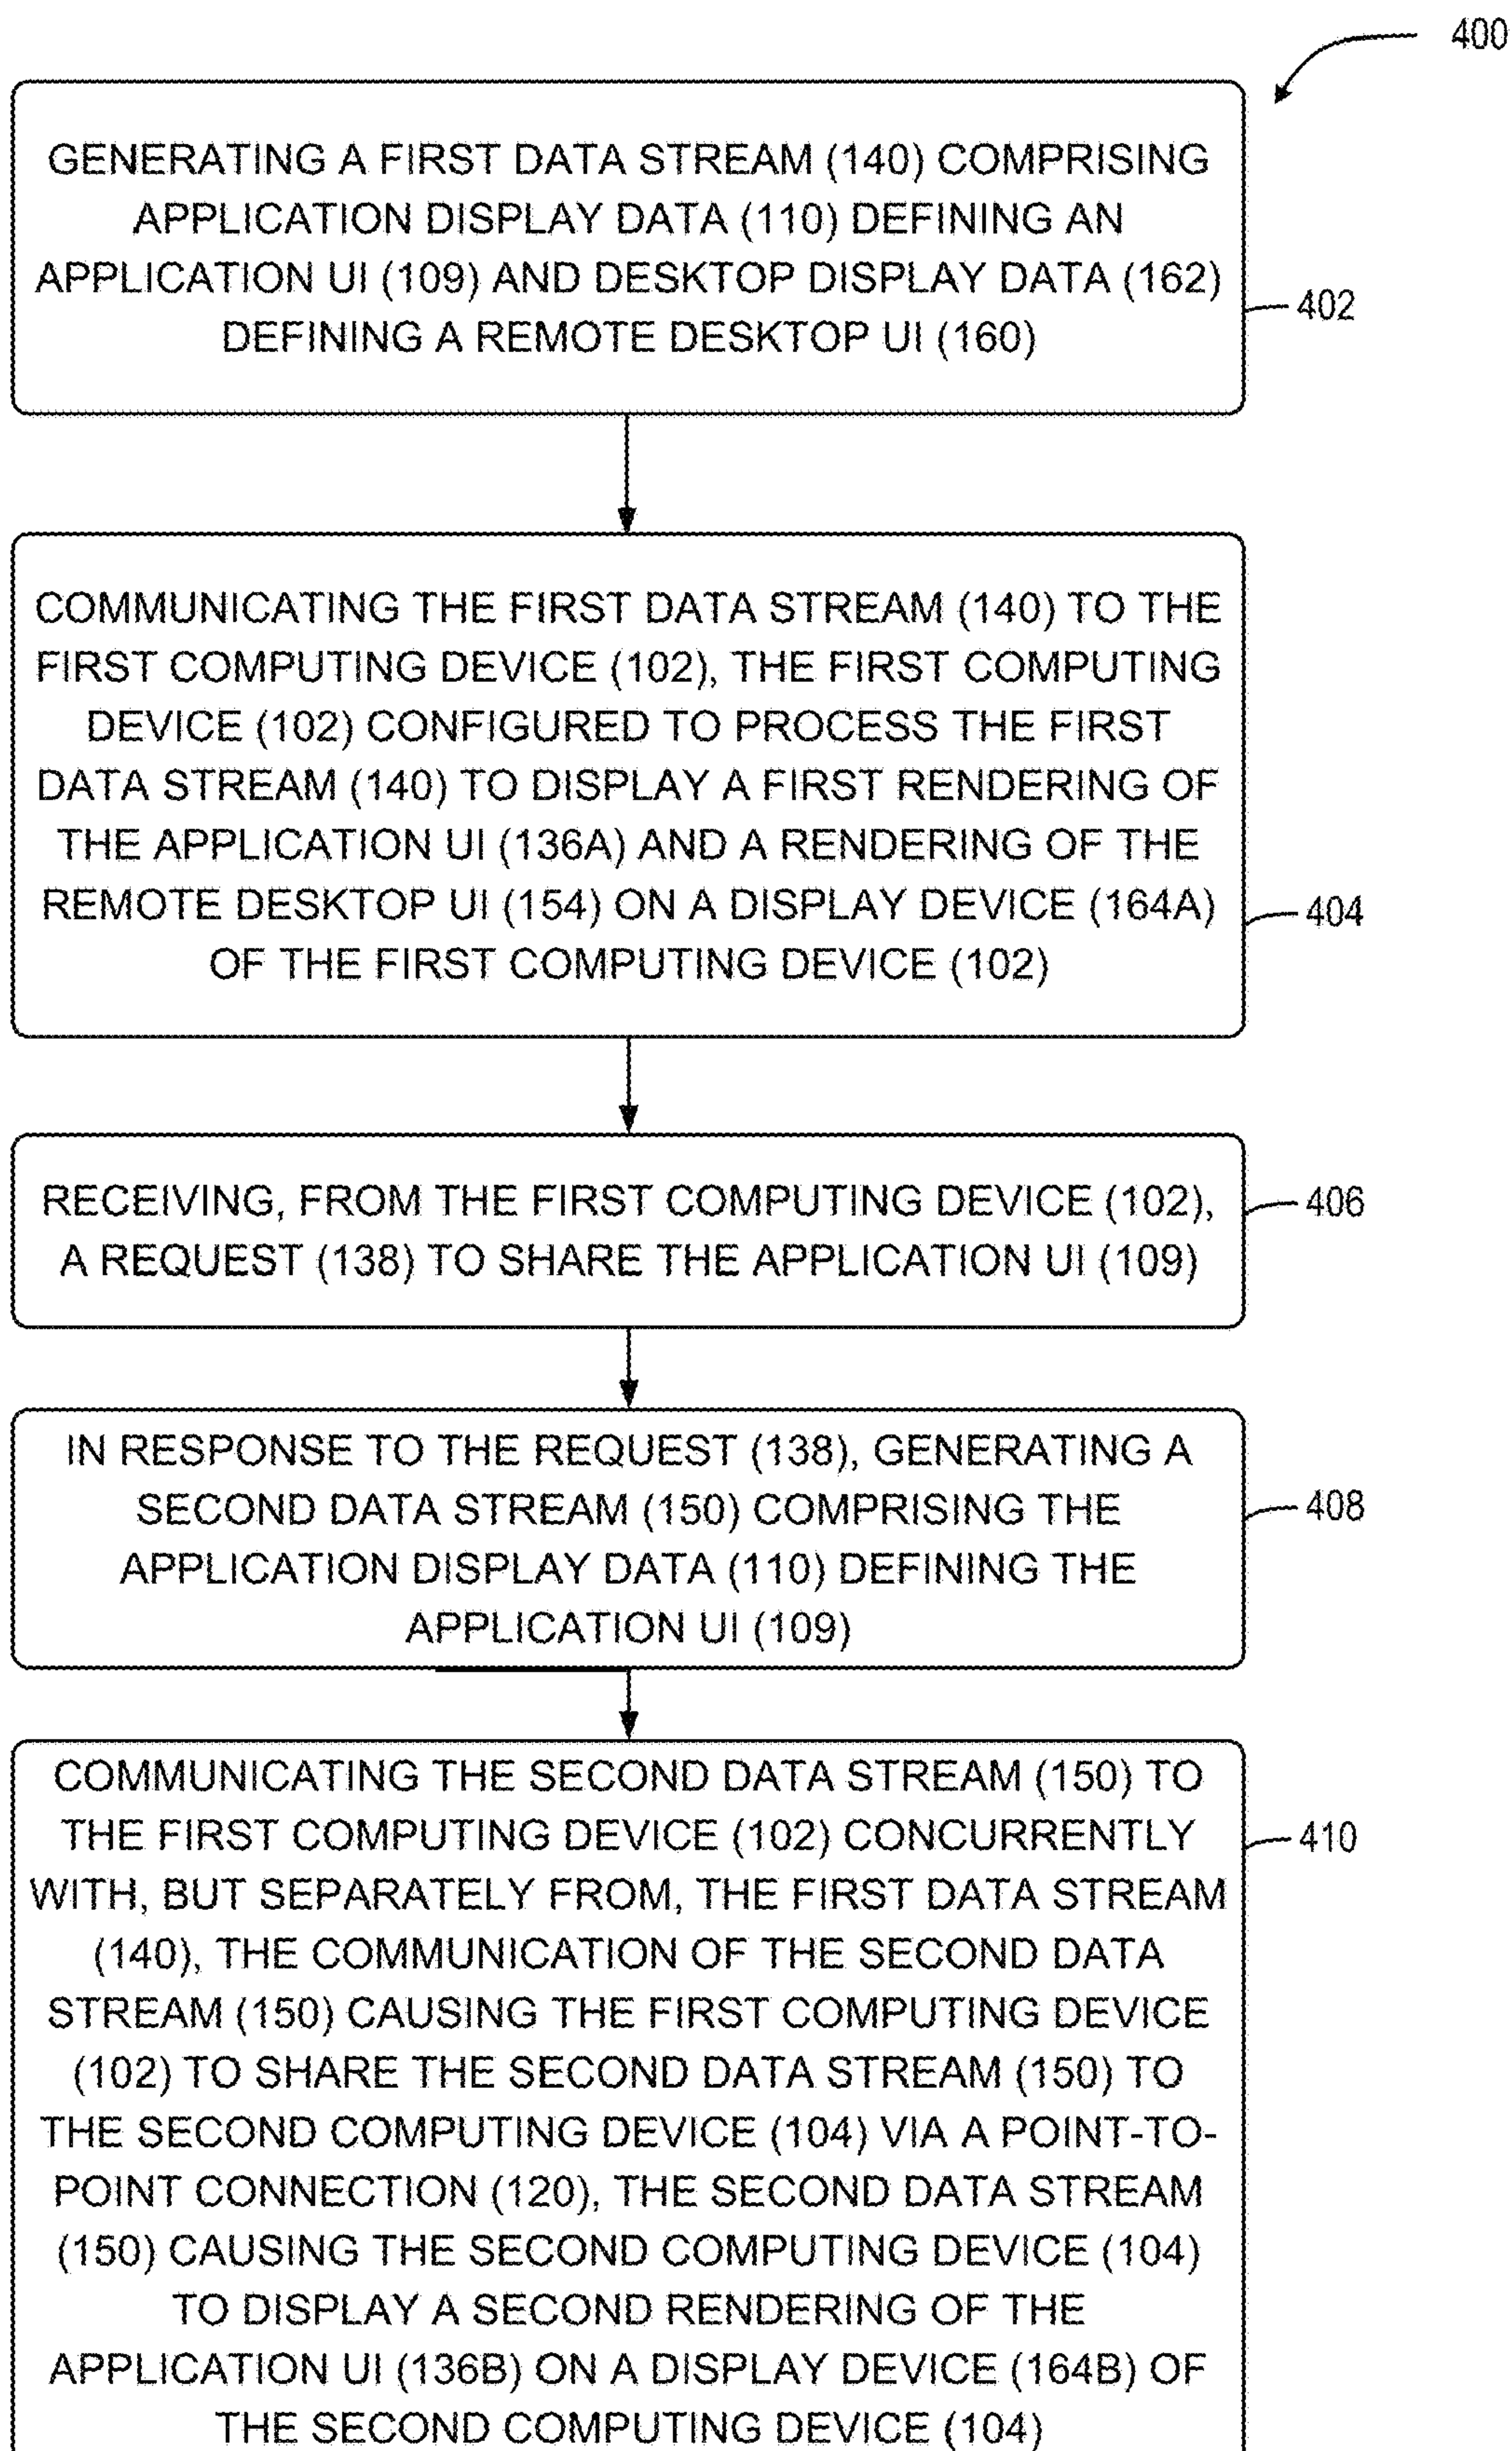 400
GENERATING A FIRST DATA STREAM (140) COMPRISING
APPLICATION DISPLAY DATA (110) DEFINING AN
APPLICATION UI (109) AND DESKTOP DISPLAY DATA (162)
DEFINING A REMOTE DESKTOP UI (160)
402
COMMUNICATING THE FIRST DATA STREAM (140) TO THE
FIRST COMPUTING DEVICE (102), THE FIRST COMPUTING
DEVICE (102) CONFIGURED TO PROCESS THE FIRST
DATA STREAM (140) TO DISPLAY A FIRST RENDERING OF
THE APPLICATION UI (136A) AND A RENDERING OF THE
REMOTE DESKTOP UI (154) ON A DISPLAY DEVICE (164A)
OF THE FIRST COMPUTING DEVICE (102)
404
RECEIVING, FROM THE FIRST COMPUTING DEVICE (102),
A REQUEST (138) TO SHARE THE APPLICATION UI (109)
406
IN RESPONSE TO THE REQUEST (138), GENERATING A
SECOND DATA STREAM (150) COMPRISING THE
APPLICATION DISPLAY DATA (110) DEFINING THE
APPLICATION UI (109)
408
COMMUNICATING THE SECOND DATA STREAM (150) TO
THE FIRST COMPUTING DEVICE (102) CONCURRENTLY
WITH, BUT SEPARATELY FROM, THE FIRST DATA STREAM
(140), THE COMMUNICATION OF THE SECOND DATA
STREAM (150) CAUSING THE FIRST COMPUTING DEVICE
(102) TO SHARE THE SECOND DATA STREAM (150) TO
THE SECOND COMPUTING DEVICE (104) VIA A POINT-TO-
POINT CONNECTION (120), THE SECOND DATA STREAM
(150) CAUSING THE SECOND COMPUTING DEVICE (104)
TO DISPLAY A SECOND RENDERING OF THE
APPLICATION UI (136B) ON A DISPLAY DEVICE (164B) OF
THE SECOND COMPUTING DEVICE (104)
410